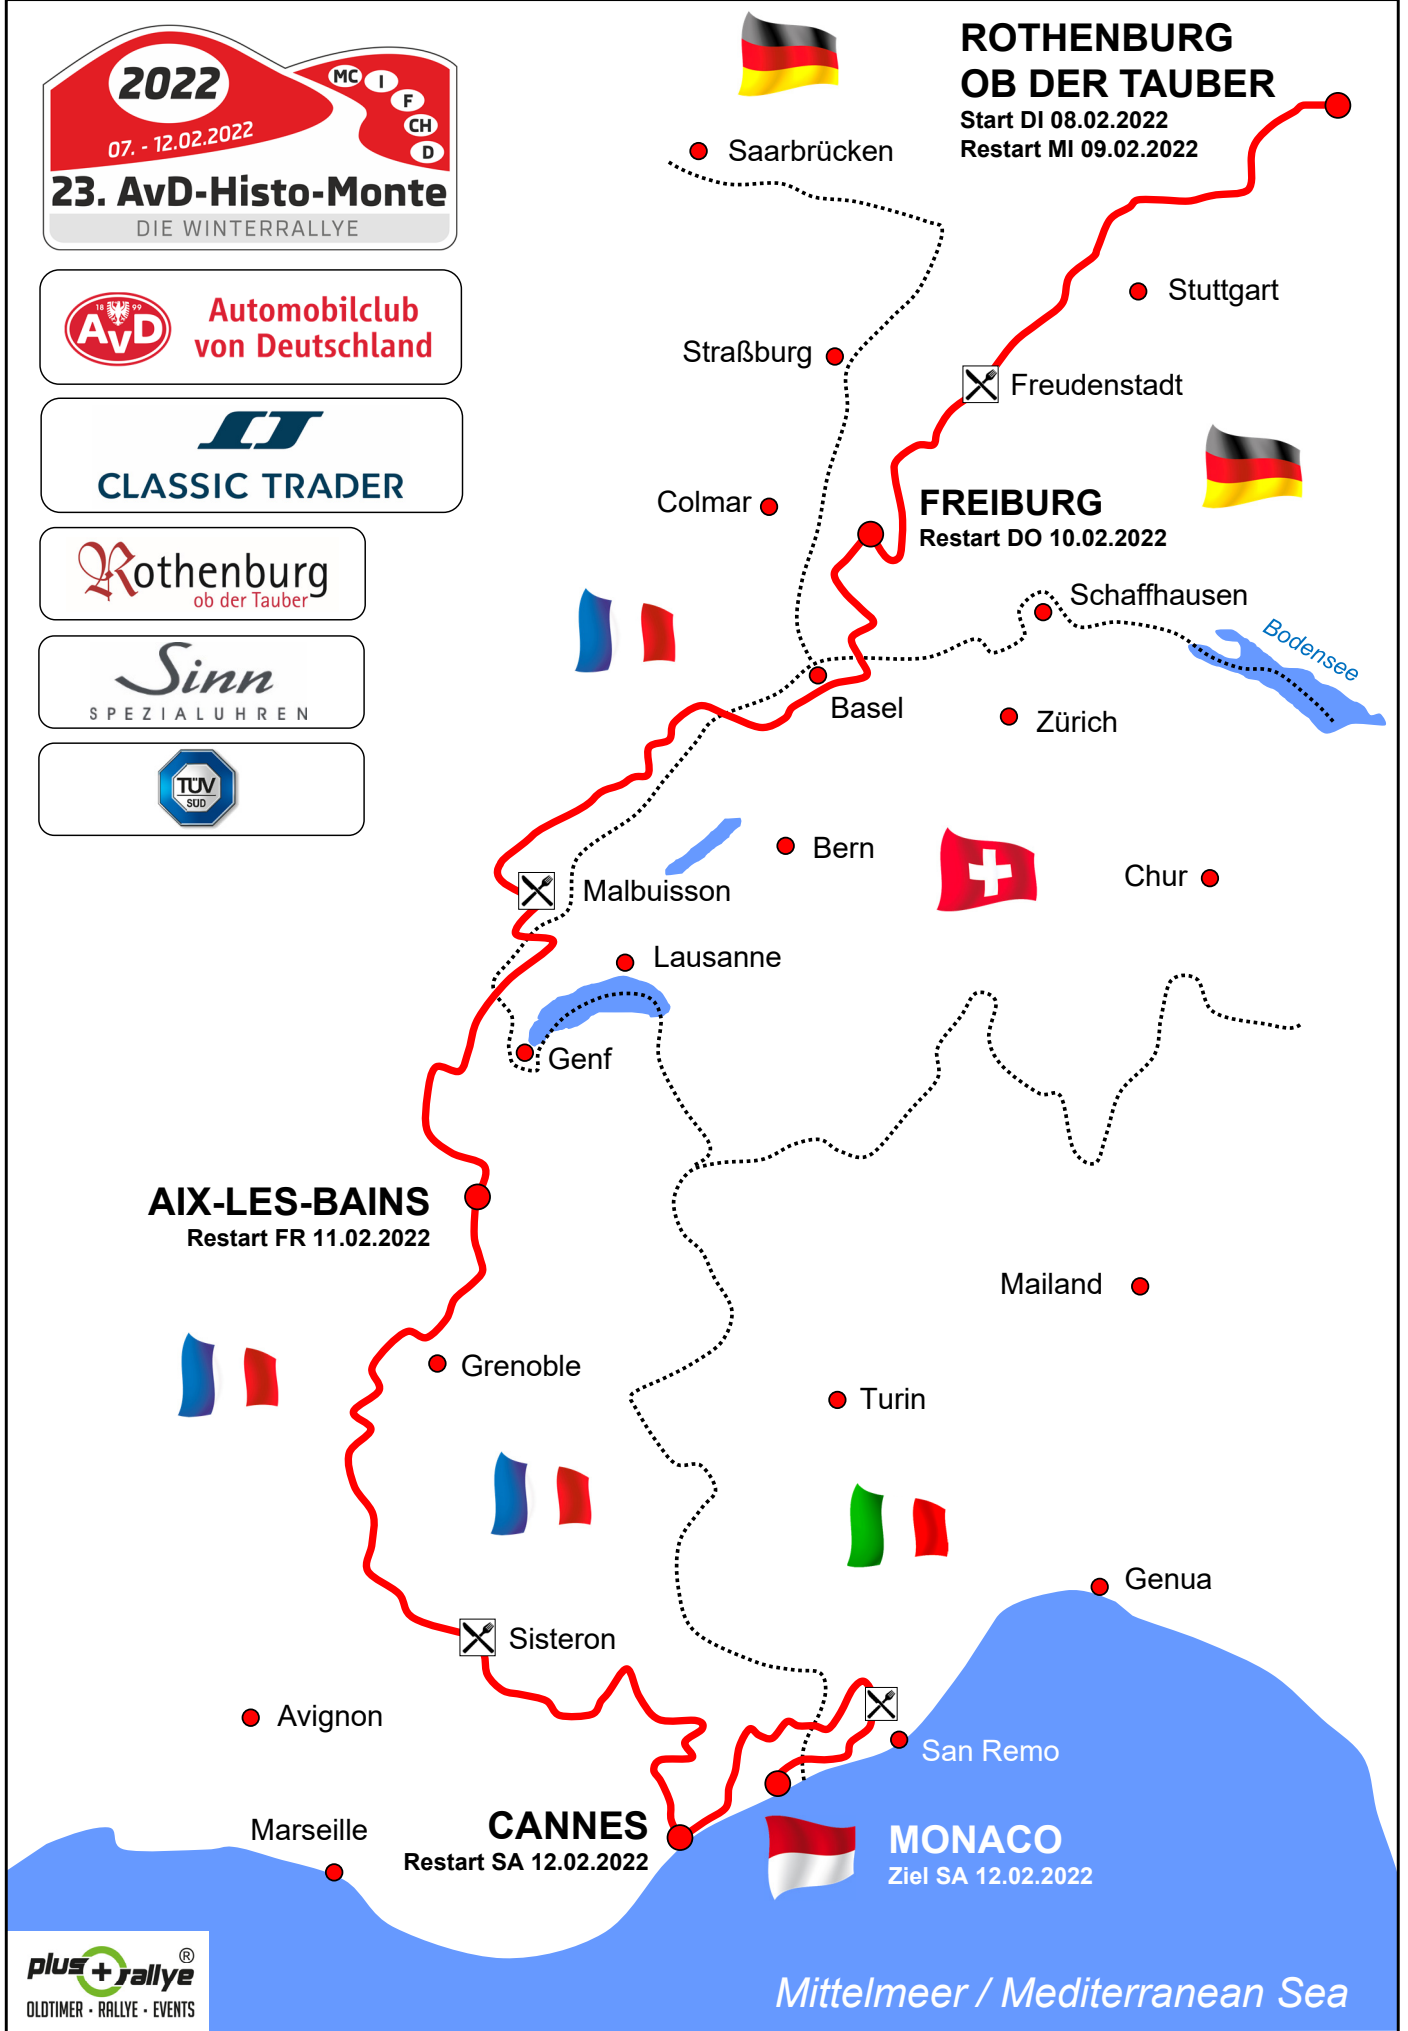 2022
07. - 12.02.2022
MC
I
F
CH
D
23. AvD-Histo-Monte
DIE WINTERRALLYE
18 99
AvD
Automobilclub
von Deutschland
CLASSIC TRADER
Rothenburg
ob der Tauber
Sinn
SPEZIALUHREN
TÜV
SÜD
ROTHENBURG
OB DER TAUBER
Start DI 08.02.2022
Restart MI 09.02.2022
Saarbrücken
Stuttgart
Straßburg
Freudenstadt
Colmar
FREIBURG
Restart DO 10.02.2022
Schaffhausen
Bodensee
Basel
Zürich
Bern
Chur
Malbuisson
Lausanne
Genf
AIX-LES-BAINS
Restart FR 11.02.2022
Mailand
Grenoble
Turin
Genua
Sisteron
Avignon
San Remo
Marseille
CANNES
Restart SA 12.02.2022
MONACO
Ziel SA 12.02.2022
plus+rallye®
OLDTIMER · RALLYE · EVENTS
Mittelmeer / Mediterranean Sea